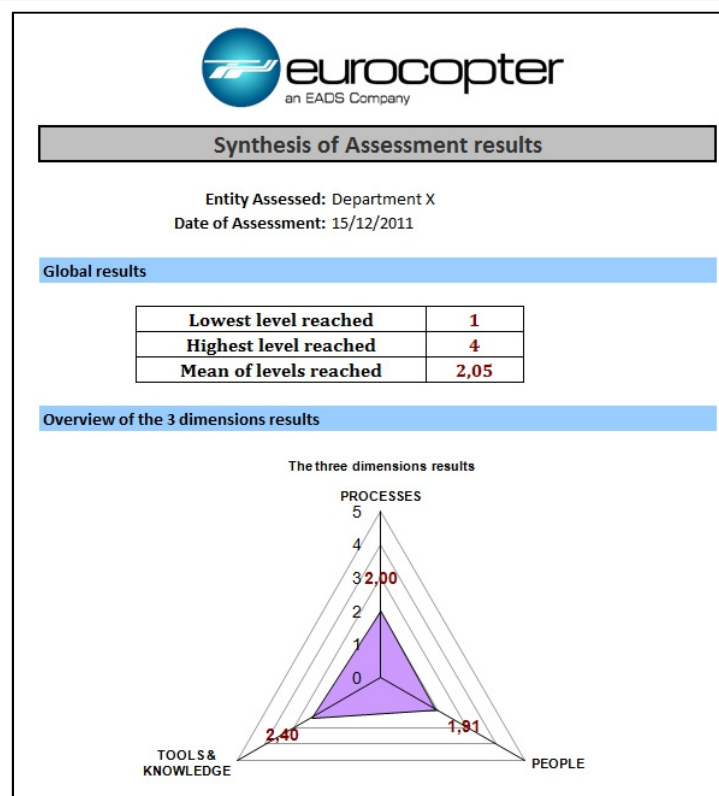 eurocopter
an EADS Company
Synthesis of Assessment results
Entity Assessed: Department X
Date of Assessment: 15/12/2011
Global results
Lowest level reached 1
Highest level reached 4
Mean of levels reached 2,05
Overview of the 3 dimensions results
The three dimensions results
PROCESSES
5
4
3 2,00
2
1
0
2,40 1,91
TOOLS &
KNOWLEDGE
PEOPLE